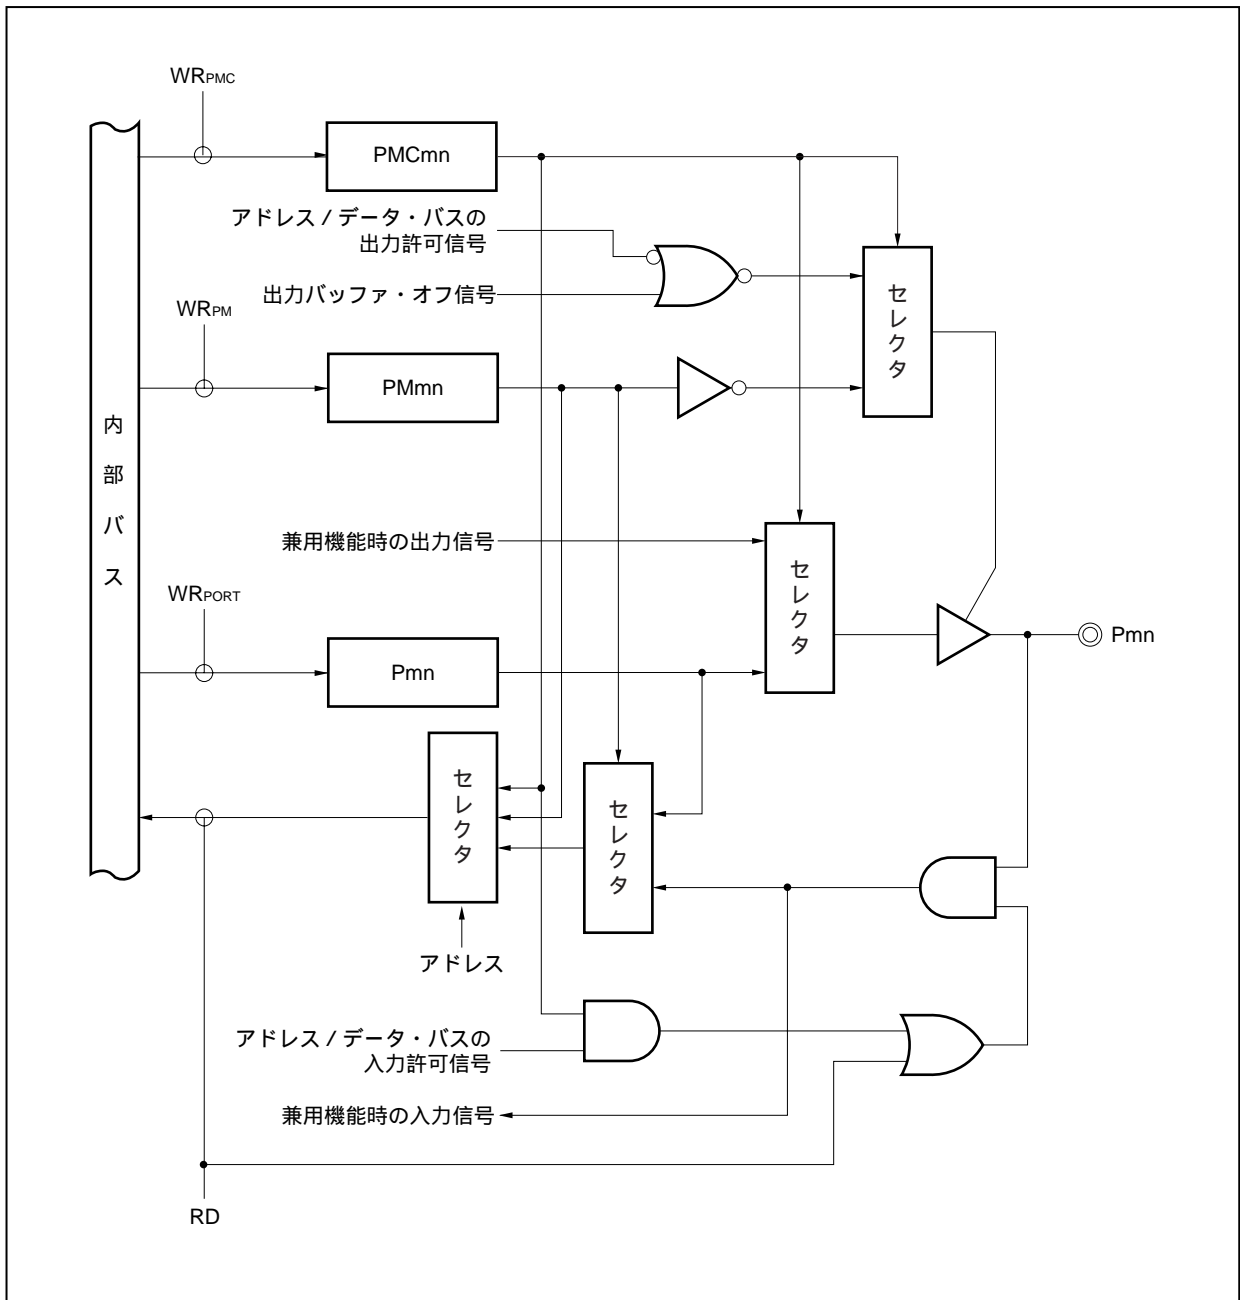 WRPMC
PMCmn
アドレス／データ・バスの
出力許可信号
出力バッファ・オフ信号
セレクタ
WRPM
PMmn
内部バス
兼用機能時の出力信号
セレクタ
WRPORT
Pmn
Pmn
セレクタ
セレクタ
アドレス
アドレス／データ・バスの
入力許可信号
兼用機能時の入力信号
RD